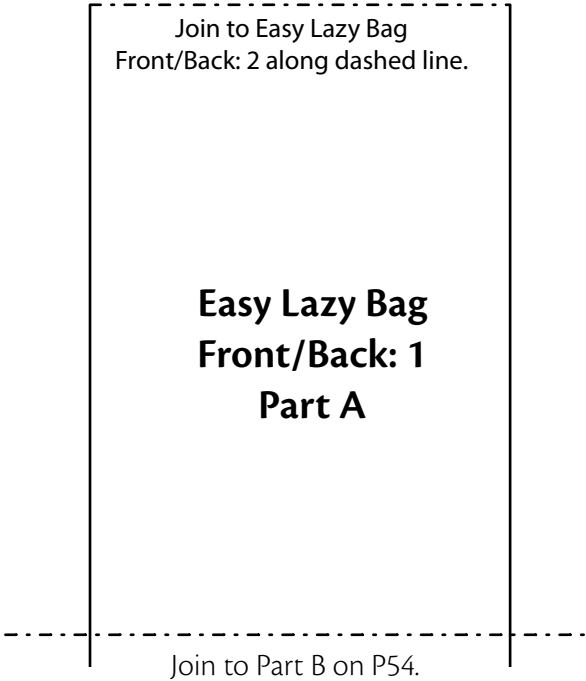 Join to Easy Lazy Bag
Front/Back: 2 along dashed line.
Easy Lazy Bag
Front/Back: 1
Part A
Join to Part B on P54.